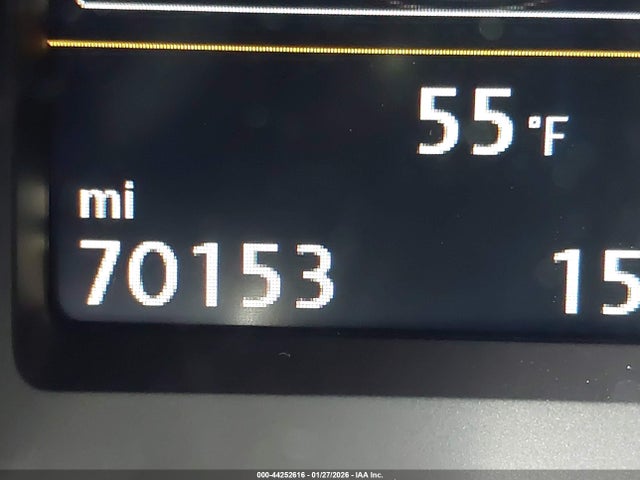 55 °F
mi
70153 15
000-44252616 - 01/27/2026 - IAA Inc.